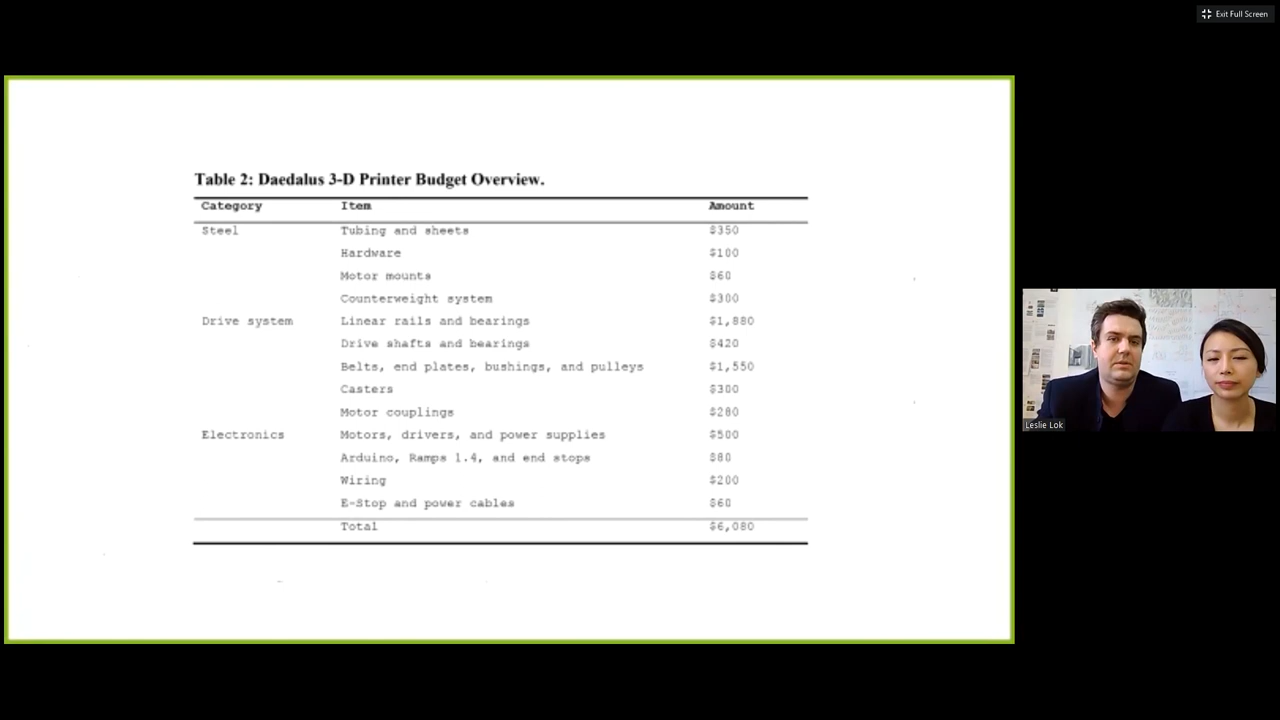 Exit Full Screen
Table 2: Daedalus 3-D Printer Budget Overview.
Category Item Amount
Steel Tubing and sheets $350
Hardware $100
Motor mounts $60
Counterweight system $300
Drive system Linear rails and bearings $1,880
Drive shafts and bearings $420
Belts, end plates, bushings, and pulleys $1,550
Casters $300
Motor couplings $280
Electronics Motors, drivers, and power supplies $500
Arduino, Ramps 1.4, and end stops $80
Wiring $200
E-Stop and power cables $60
Total $6,080
Leslie Lok